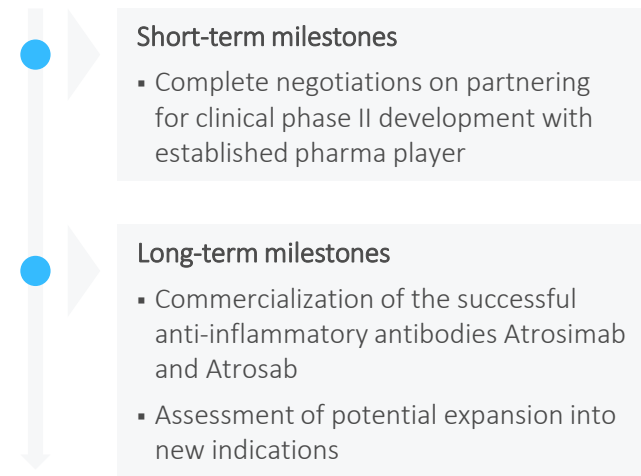 Short-term milestones
▪ Complete negotiations on partnering
for clinical phase II development with
established pharma player
Long-term milestones
▪ Commercialization of the successful
anti-inflammatory antibodies Atrosimab
and Atrosab
▪ Assessment of potential expansion into
new indications